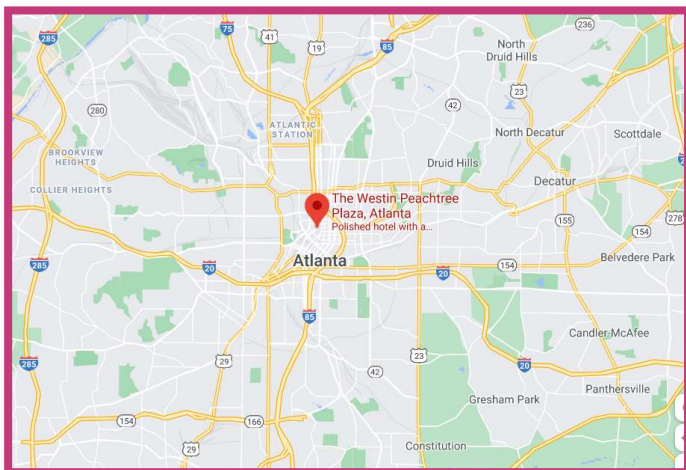 236
75
285
41
North
Druid Hills
19
85
23
280
42
ATLANTIC
STATION
North Decatur
Scottdale
BROOKVIEW
HEIGHTS
Druid Hills
COLLIER HEIGHTS
Decatur
The Westin Peachtree
Plaza, Atlanta
Polished hotel with a...
155
278
154
Atlanta
Belvedere Park
285
20
154
20
85
Candler-McAfee
285
29
23
20
42
Panthersville
Gresham Park
154
166
29
Constitution